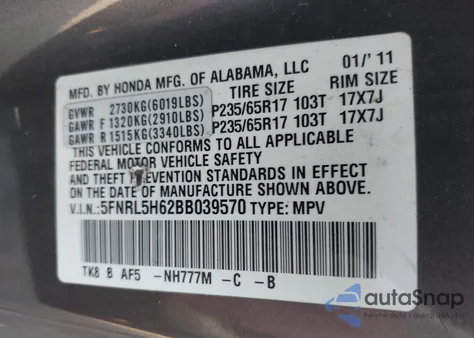 MFD. BY HONDA MFG. OF ALABAMA, LLC 01/'11
TIRE SIZE RIM SIZE
GVWR 2730KG(6019LBS)
GAWR F 1320KG(2910LBS) P235/65R17 103T 17X7J
GAWR R 1515KG(3340LBS) P235/65R17 103T 17X7J
THIS VEHICLE CONFORMS TO ALL APPLICABLE
FEDERAL MOTOR VEHICLE SAFETY
AND THEFT PREVENTION STANDARDS IN EFFECT
ON THE DATE OF MANUFACTURE SHOWN ABOVE.
V.I.N.: 5FNRL5H62BB039570 TYPE: MPV
TK8 B AF5 -NH777M -C -B
autoSnap